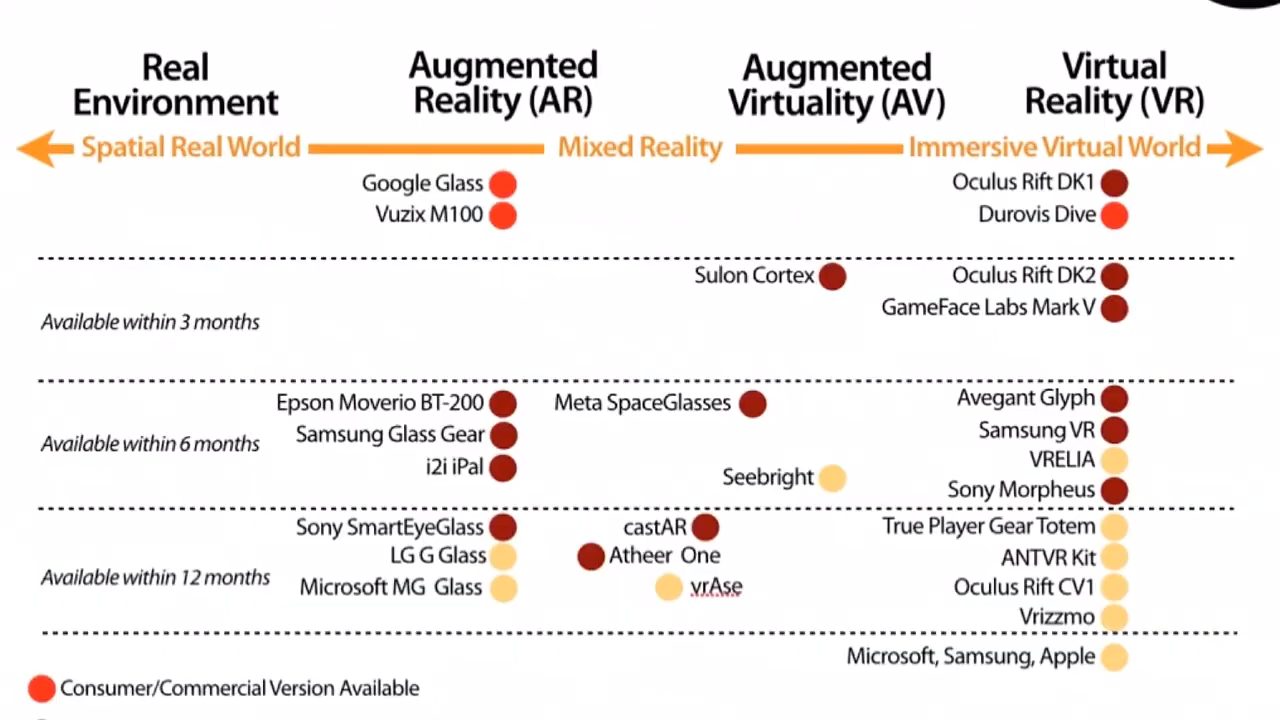 Real
Environment
Augmented
Reality (AR)
Augmented
Virtuality (AV)
Virtual
Reality (VR)
Spatial Real World
Mixed Reality
Immersive Virtual World
Google Glass
Oculus Rift DK1
Vuzix M100
Durovis Dive
Sulon Cortex
Oculus Rift DK2
GameFace Labs Mark V
Available within 3 months
Epson Moverio BT-200
Meta SpaceGlasses
Avegant Glyph
Samsung Glass Gear
Samsung VR
Available within 6 months
i2i iPal
VRELIA
Seebright
Sony Morpheus
Sony SmartEyeGlass
castAR
True Player Gear Totem
LG G Glass
Atheer One
ANTVR Kit
Available within 12 months
Microsoft MG Glass
vrAse
Oculus Rift CV1
Vrizzmo
Microsoft, Samsung, Apple
Consumer/Commercial Version Available